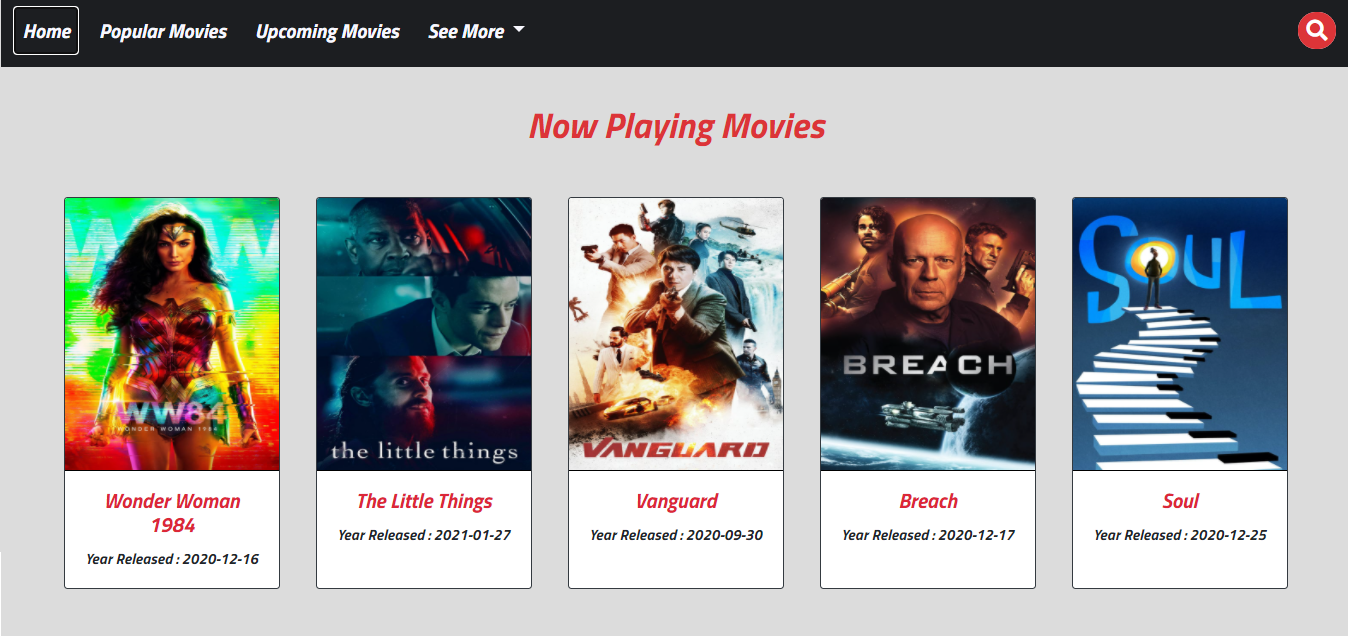 Home Popular Movies Upcoming Movies See More
Now Playing Movies
WW84
WONDER WOMAN 1984
the little things
VANGUARD
BREACH
SOUL
Wonder Woman
1984
Year Released : 2020-12-16
The Little Things
Year Released : 2021-01-27
Vanguard
Year Released : 2020-09-30
Breach
Year Released : 2020-12-17
Soul
Year Released : 2020-12-25